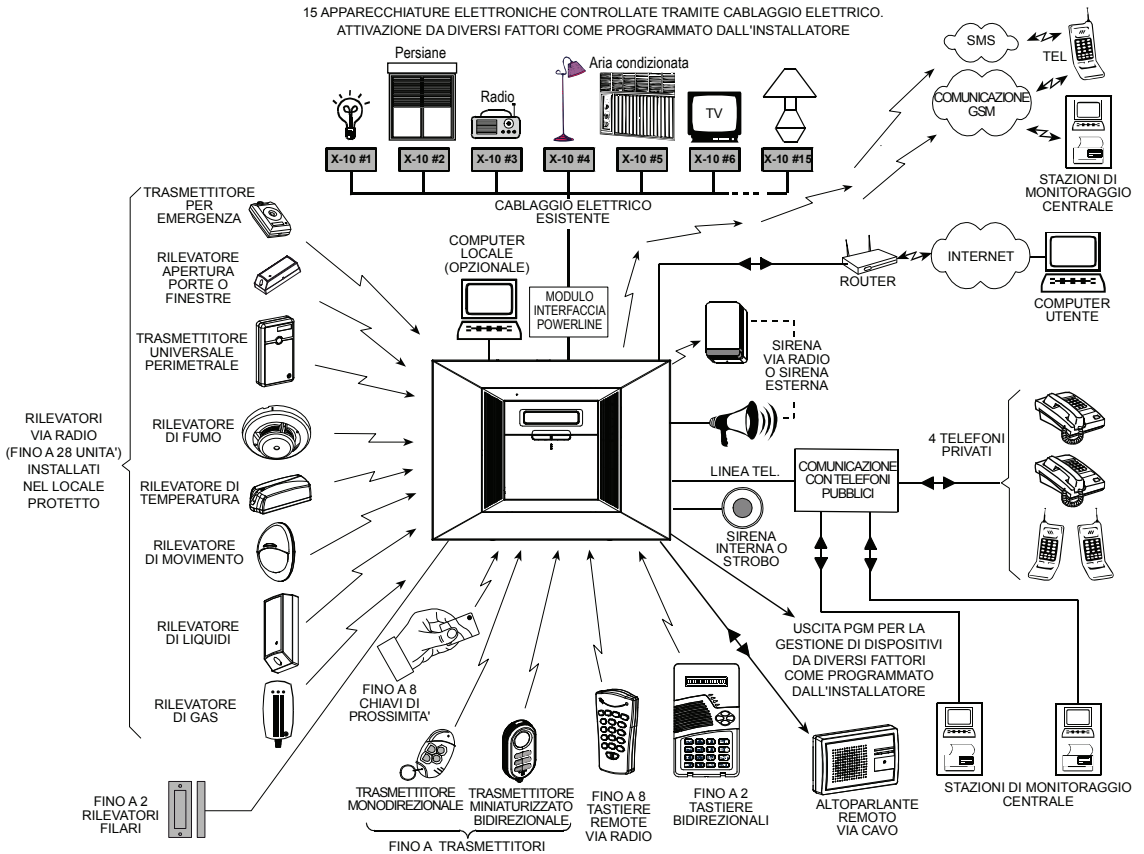 15 APPARECCHIATURE ELETTRONICHE CONTROLLATE TRAMITE CABLAGGIO ELETTRICO.
ATTIVAZIONE DA DIVERSI FATTORI COME PROGRAMMATO DALL'INSTALLATORE
Persiane
Radio
Aria condizionata
TV
X-10 #1
X-10 #2
X-10 #3
X-10 #4
X-10 #5
X-10 #6
X-10 #15
CABLAGGIO ELETTRICO
ESISTENTE
SMS
TEL
COMUNICAZIONE
GSM
STAZIONI DI
MONITORAGGIO
CENTRALE
COMPUTER
LOCALE
(OPZIONALE)
MODULO
INTERFACCIA
POWERLINE
ROUTER
INTERNET
COMPUTER
UTENTE
SIRENA
VIA RADIO
O SIRENA
ESTERNA
RILEVATORI
VIA RADIO
(FINO A 28 UNITA')
INSTALLATI
NEL LOCALE
PROTETTO
TRASMETTITORE
PER
EMERGENZA
RILEVATORE
APERTURA
PORTE O
FINESTRE
TRASMETTITORE
UNIVERSALE
PERIMETRALE
RILEVATORE
DI FUMO
RILEVATORE DI
TEMPERATURA
RILEVATORE
DI MOVIMENTO
RILEVATORE
DI LIQUIDI
RILEVATORE
DI GAS
FINO A 2
RILEVATORI
FILARI
LINEA TEL.
COMUNICAZIONE
CON TELEFONI
PUBBLICI
4 TELEFONI
PRIVATI
SIRENA
INTERNA O
STROBO
USCITA PGM PER LA
GESTIONE DI DISPOSITIVI
DA DIVERSI FATTORI
COME PROGRAMMATO
DALL'INSTALLATORE
FINO A 8
CHIAVI DI
PROSSIMITA'
TRASMETTITORE
MONODIREZIONALE
TRASMETTITORE
MINIATURIZZATO
BIDIREZIONALE
FINO A TRASMETTITORI
FINO A 8
TASTIERE
REMOTE
VIA RADIO
FINO A 2
TASTIERE
BIDIREZIONALI
ALTOPARLANTE
REMOTO
VIA CAVO
STAZIONI DI MONITORAGGIO
CENTRALE